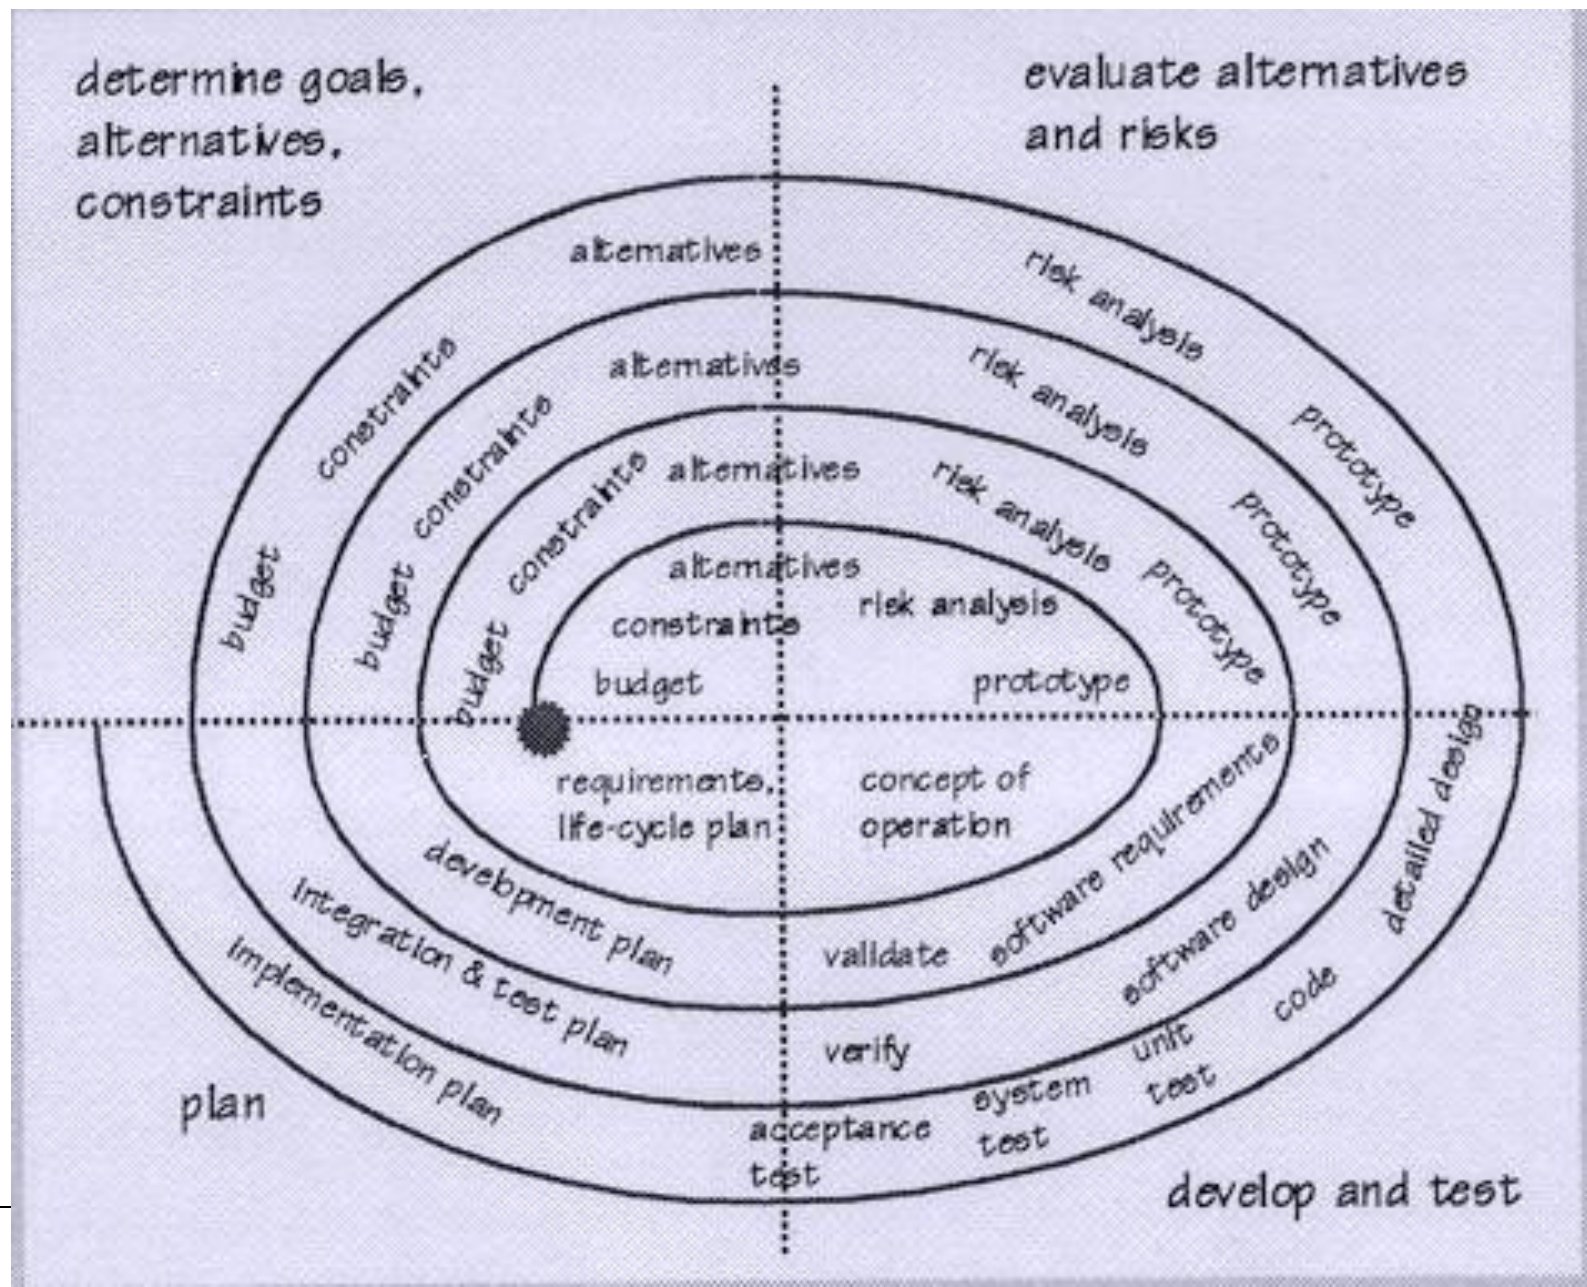 determine goals,
alternatives,
constraints
evaluate alternatives
and risks
alternatives
constraints
budget
risk analysis
prototype
alternatives
constraints
budget
risk analysis
prototype
alternatives
constraints
budget
risk analysis
prototype
alternatives
constraints
budget
risk analysis
prototype
requirements,
life-cycle plan
concept of
operation
development plan
validate
software requirements
integration & test plan
verify
software design
implementation plan
acceptance
test
system
test
unit
test
code
detailed design
plan
develop and test